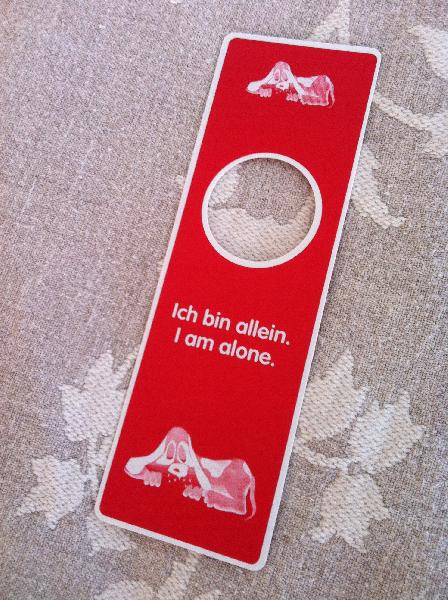 Ich bin allein.
I am alone.